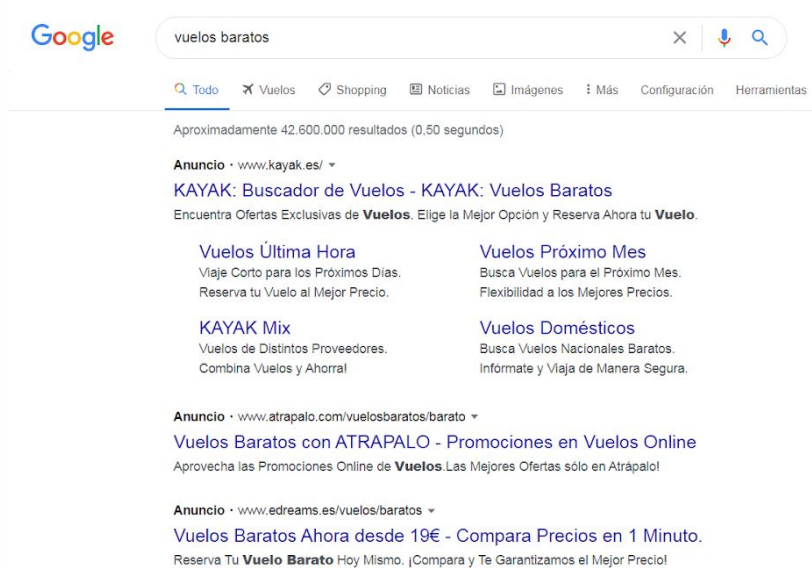 Google
vuelos baratos
Todo Vuelos Shopping Noticias Imágenes Más Configuración Herramientas
Aproximadamente 42.600.000 resultados (0,50 segundos)
Anuncio · www.kayak.es/
KAYAK: Buscador de Vuelos - KAYAK: Vuelos Baratos
Encuentra Ofertas Exclusivas de Vuelos. Elige la Mejor Opción y Reserva Ahora tu Vuelo.
Vuelos Última Hora
Viaje Corto para los Próximos Días.
Reserva tu Vuelo al Mejor Precio.
Vuelos Próximo Mes
Busca Vuelos para el Próximo Mes.
Flexibilidad a los Mejores Precios.
KAYAK Mix
Vuelos de Distintos Proveedores.
Combina Vuelos y Ahorra!
Vuelos Domésticos
Busca Vuelos Nacionales Baratos.
Infórmate y Viaja de Manera Segura.
Anuncio · www.atrapalo.com/vuelosbaratos/barato
Vuelos Baratos con ATRAPALO - Promociones en Vuelos Online
Aprovecha las Promociones Online de Vuelos.Las Mejores Ofertas sólo en Atrápalo!
Anuncio · www.edreams.es/vuelos/baratos
Vuelos Baratos Ahora desde 19€ - Compara Precios en 1 Minuto.
Reserva Tu Vuelo Barato Hoy Mismo. ¡Compara y Te Garantizamos el Mejor Precio!